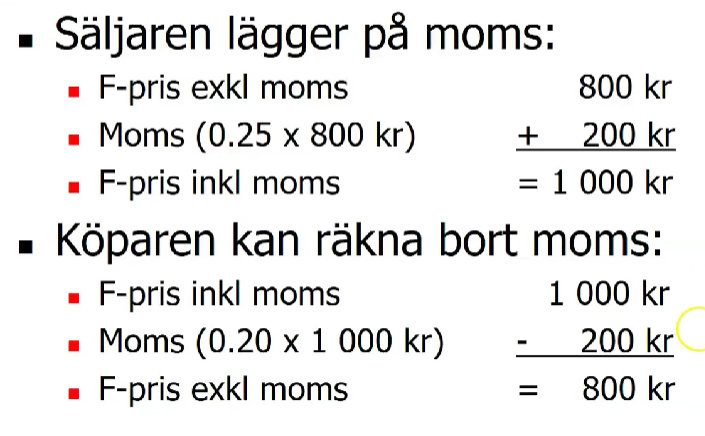 Säljaren lägger på moms:
F-pris exkl moms 800 kr
Moms (0.25 x 800 kr) + 200 kr
F-pris inkl moms = 1 000 kr
Köparen kan räkna bort moms:
F-pris inkl moms 1 000 kr
Moms (0.20 x 1 000 kr) - 200 kr
F-pris exkl moms = 800 kr